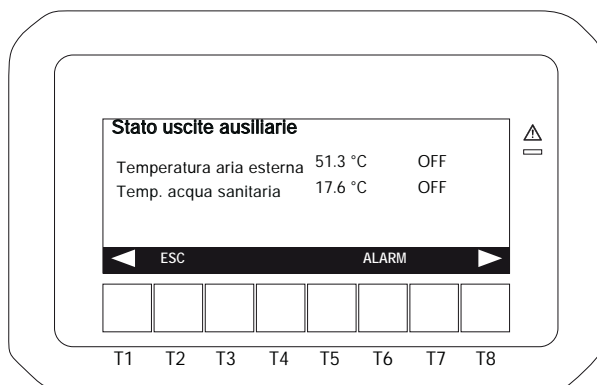 Stato uscite ausiliarie
Temperatura aria esterna 51.3 °C OFF
Temp. acqua sanitaria 17.6 °C OFF
ESC ALARM
T1 T2 T3 T4 T5 T6 T7 T8